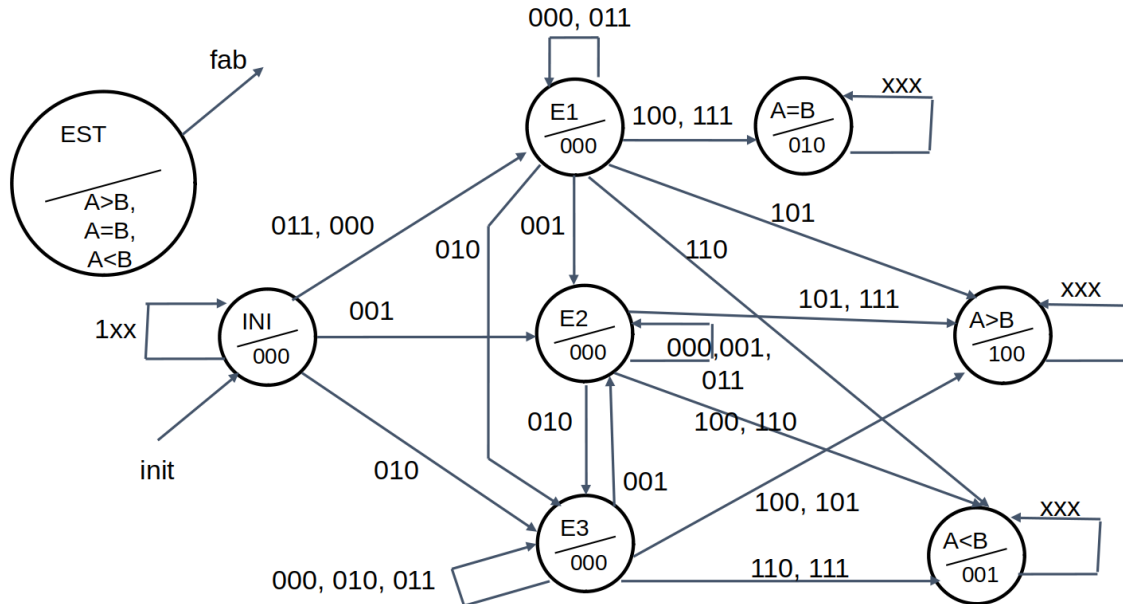 000, 011
fab
EST
A>B,
A=B,
A<B
E1
000
100, 111
A=B
010
xxx
011, 000
010
001
101
110
1xx
INI
000
001
E2
000
000,001,
011
101, 111
A>B
100
xxx
init
010
010
001
100, 110
100, 101
E3
000
000, 010, 011
110, 111
A<B
001
xxx